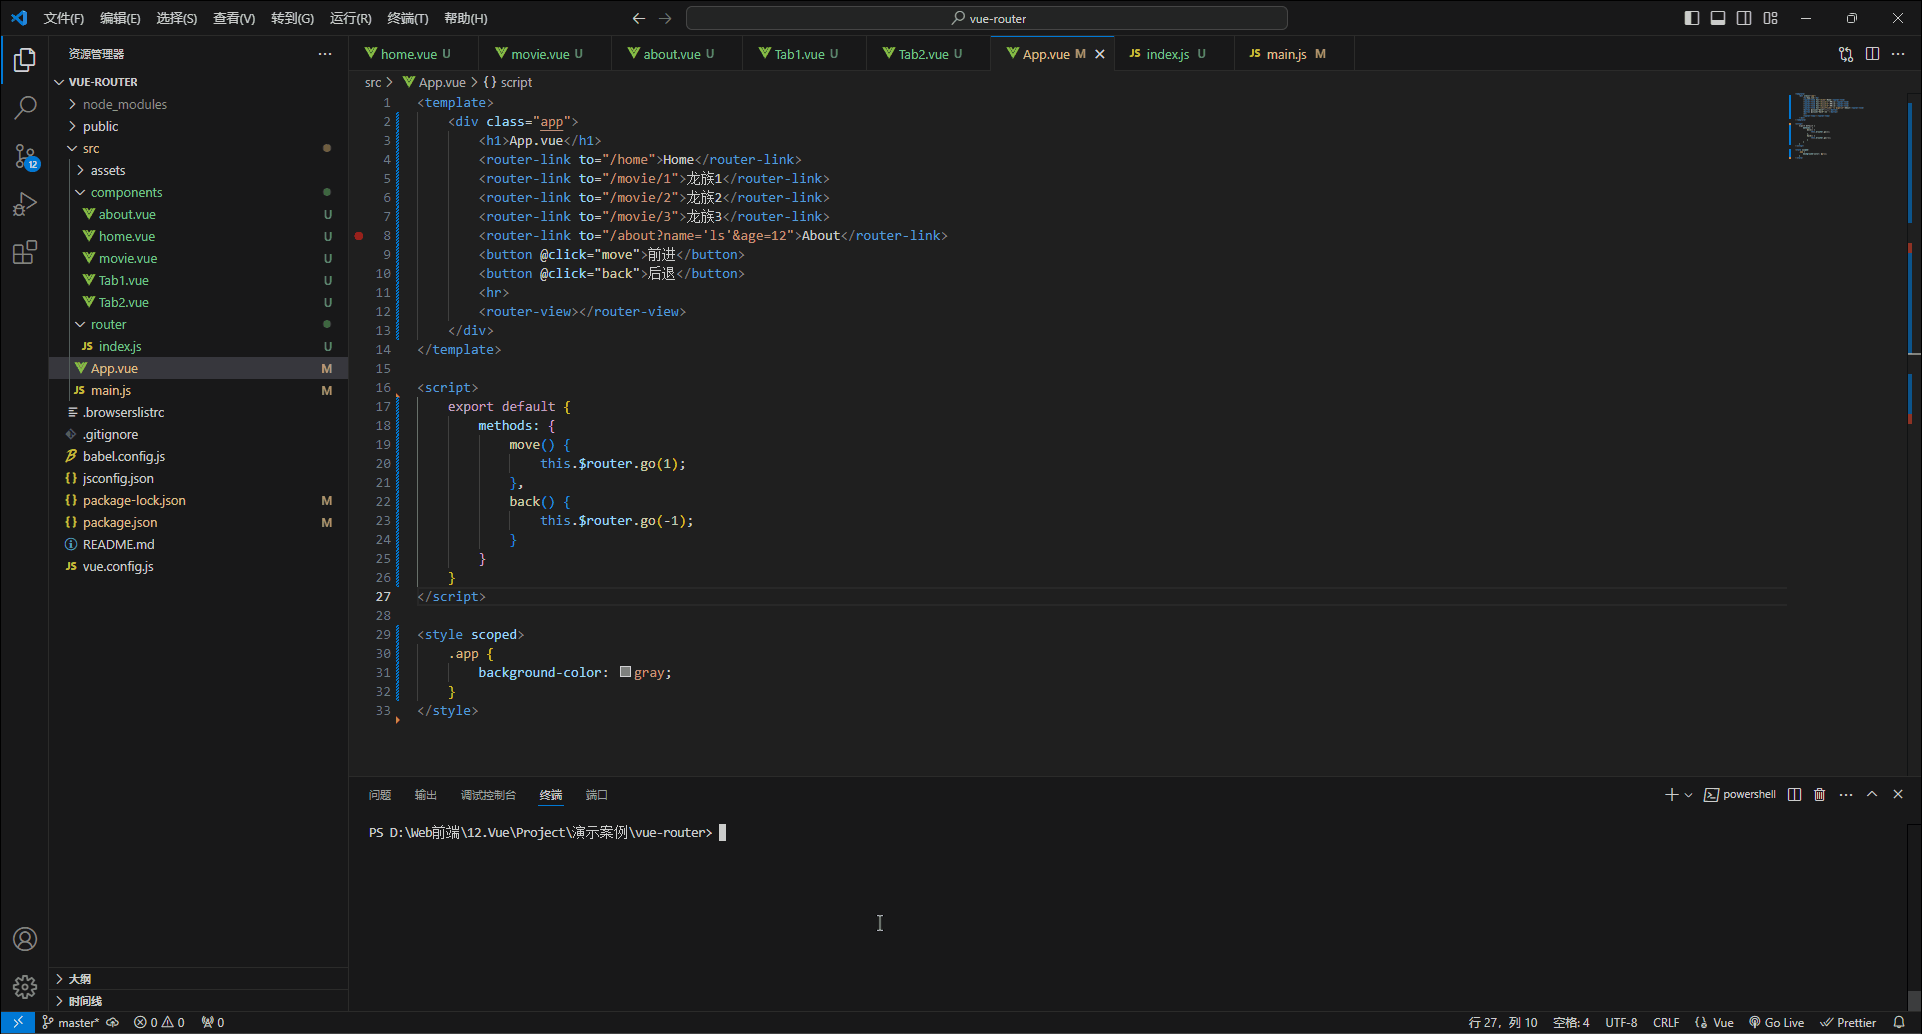 文件(F) 编辑(E) 选择(S) 查看(V) 转到(G) 运行(R) 终端(T) 帮助(H)
vue-router
资源管理器
home.vue U
movie.vue U
about.vue U
Tab1.vue U
Tab2.vue U
App.vue M
JS index.js U
JS main.js M
src > App.vue > {} script
VUE-ROUTER
node_modules
public
src
assets
components
about.vue U
home.vue U
movie.vue U
Tab1.vue U
Tab2.vue U
router
JS index.js U
App.vue M
JS main.js M
.browserslistrc
.gitignore
babel.config.js
{} jsconfig.json
{} package-lock.json M
{} package.json M
README.md
JS vue.config.js
12
大纲
时间线
1 <template>
2 <div class="app">
3 <h1>App.vue</h1>
4 <router-link to="/home">Home</router-link>
5 <router-link to="/movie/1">龙族1</router-link>
6 <router-link to="/movie/2">龙族2</router-link>
7 <router-link to="/movie/3">龙族3</router-link>
8 <router-link to="/about?name='ls'&age=12">About</router-link>
9 <button @click="move">前进</button>
10 <button @click="back">后退</button>
11 <hr>
12 <router-view></router-view>
13 </div>
14 </template>
15
16 <script>
17 export default {
18 methods: {
19 move() {
20 this.$router.go(1);
21 },
22 back() {
23 this.$router.go(-1);
24 }
25 }
26 }
27 </script>
28
29 <style scoped>
30 .app {
31 background-color: gray;
32 }
33 </style>
问题 输出 调试控制台 终端 端口
powershell
PS D:\Web前端\12.Vue\Project\演示案例\vue-router>
master* 0 0 0
行 27，列 10 空格: 4 UTF-8 CRLF {} Vue Go Live Prettier